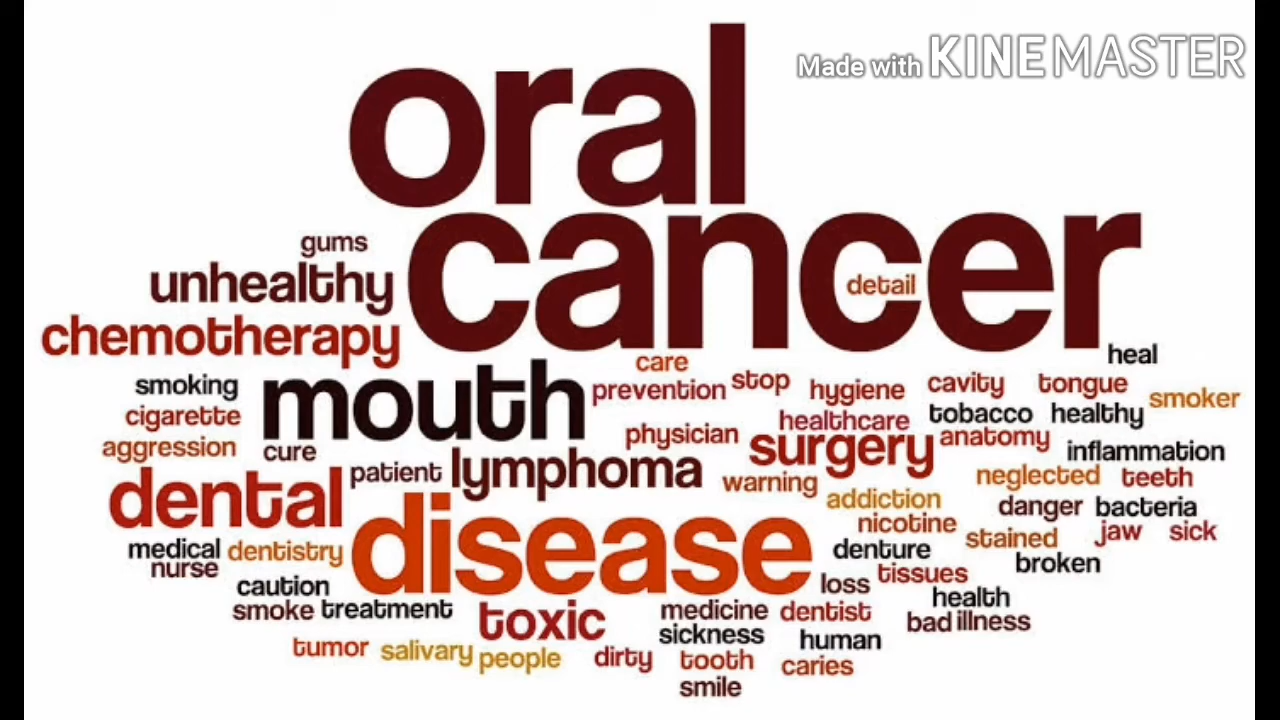 Made with KINEMASTER
oral
cancer
gums
unhealthy
detail
chemotherapy
heal
care
smoking
mouth
prevention stop hygiene cavity tongue
smoker
cigarette
healthcare tobacco healthy
aggression
cure
physician surgery anatomy
inflammation
patient lymphoma
warning
neglected teeth
dental
disease
addiction
danger bacteria
nicotine stained jaw sick
medical dentistry
denture
broken
nurse
caution
loss tissues
health
smoke treatment toxic
medicine dentist
bad illness
sickness human
tumor salivary people dirty tooth caries
smile